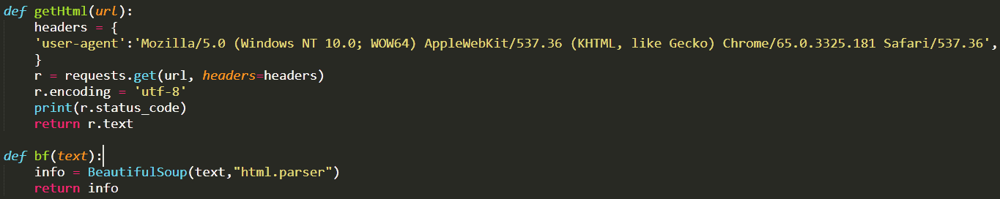 def getHtml(url):
    headers = {
    'user-agent':'Mozilla/5.0 (Windows NT 10.0; WOW64) AppleWebKit/537.36 (KHTML, like Gecko) Chrome/65.0.3325.181 Safari/537.36',
    }
    r = requests.get(url, headers=headers)
    r.encoding = 'utf-8'
    print(r.status_code)
    return r.text

def bf(text):
    info = BeautifulSoup(text,"html.parser")
    return info